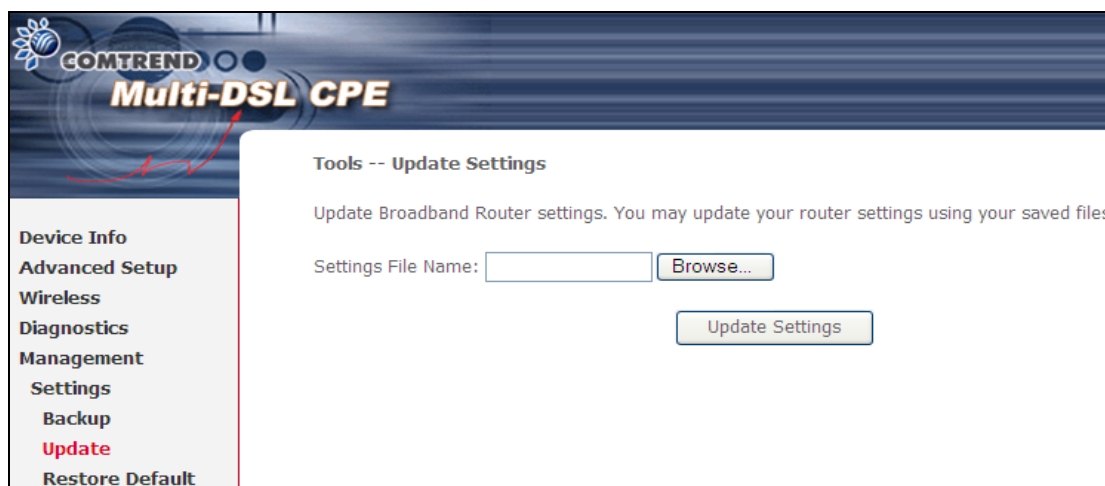 COMTREND
Multi-DSL CPE
Tools -- Update Settings
Update Broadband Router settings. You may update your router settings using your saved files
Settings File Name:
Browse...
Update Settings
Device Info
Advanced Setup
Wireless
Diagnostics
Management
Settings
Backup
Update
Restore Default